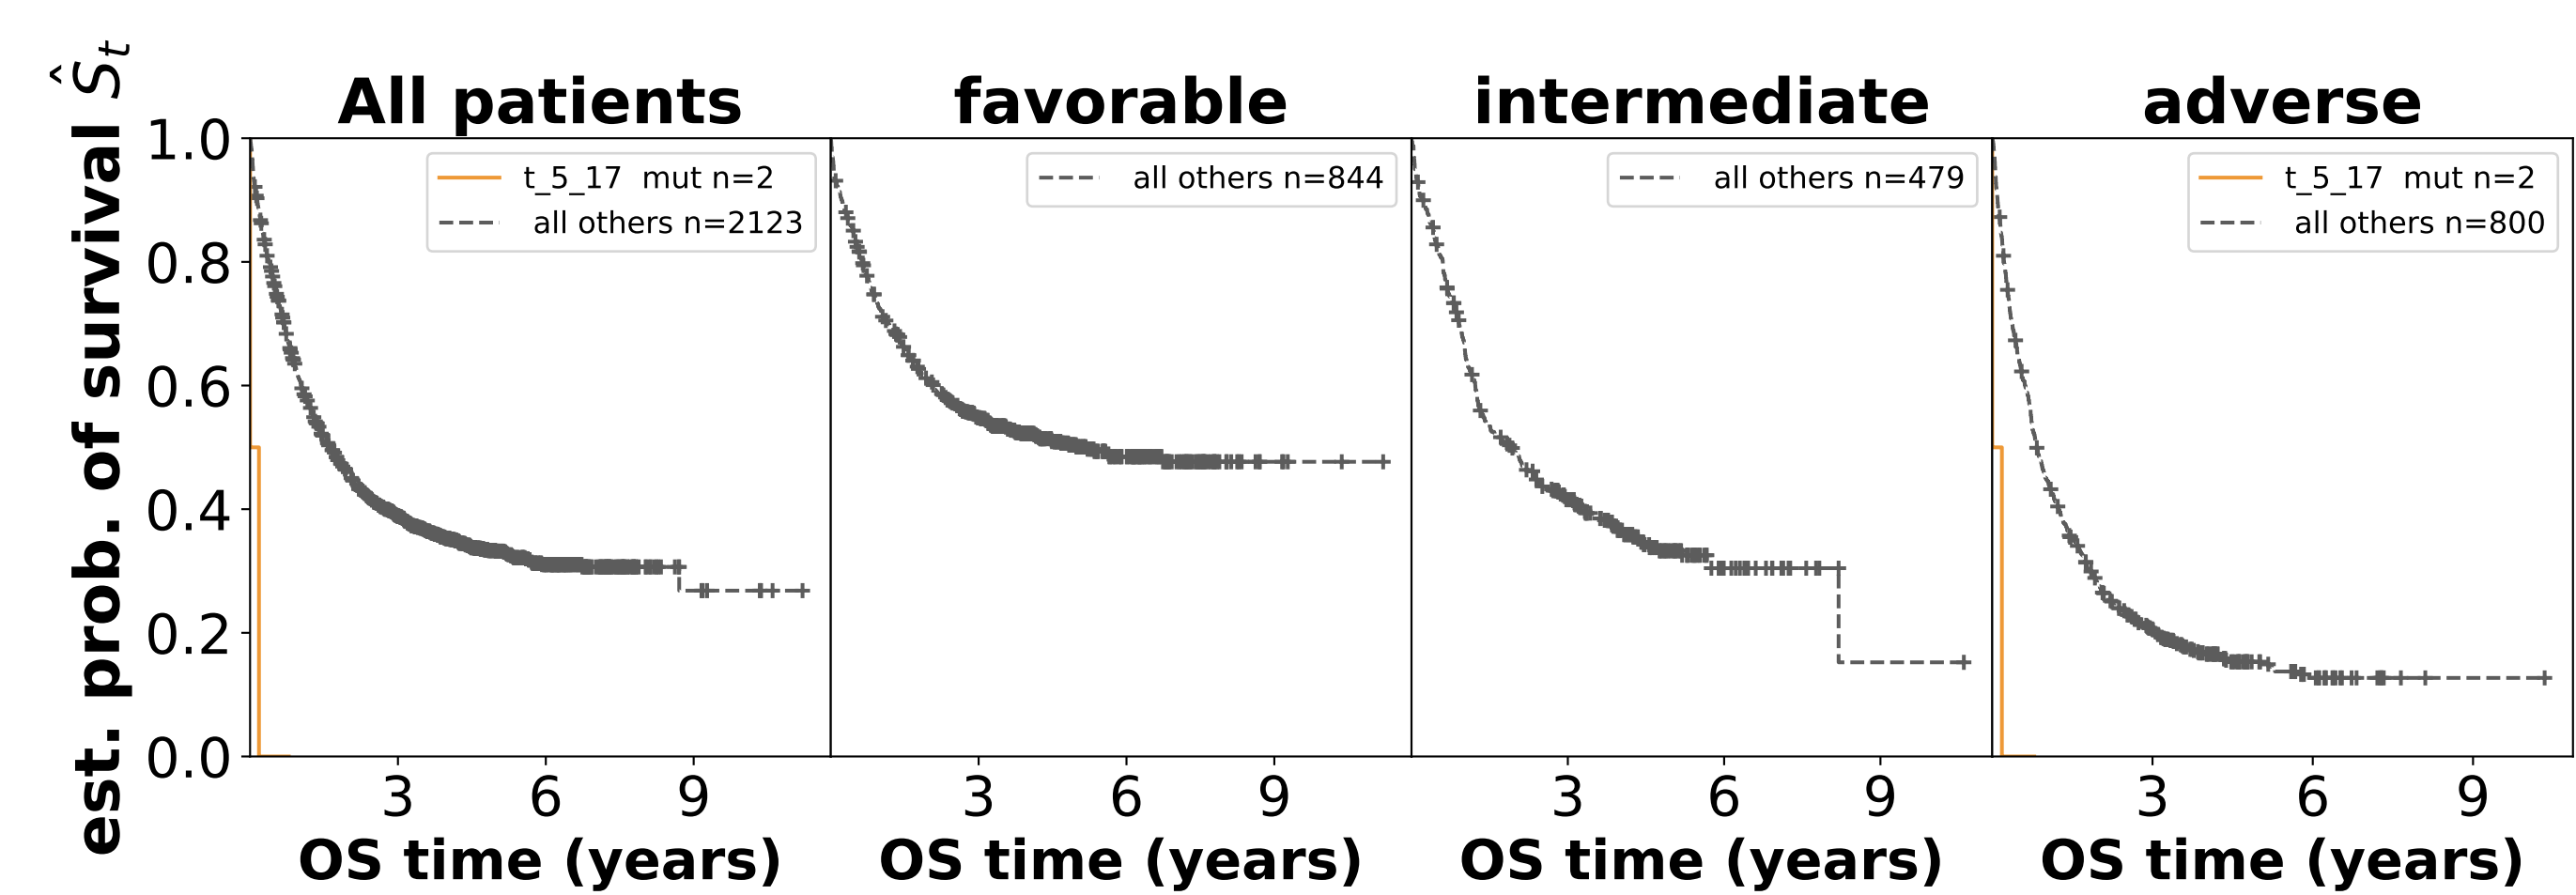 est. prob. of survival Ŝt
All patients
favorable
intermediate
adverse
1.0
0.8
0.6
0.4
0.2
0.0
t_5_17 mut n=2
all others n=2123
all others n=844
all others n=479
t_5_17 mut n=2
all others n=800
3 6 9
3 6 9
3 6 9
3 6 9
OS time (years)
OS time (years)
OS time (years)
OS time (years)